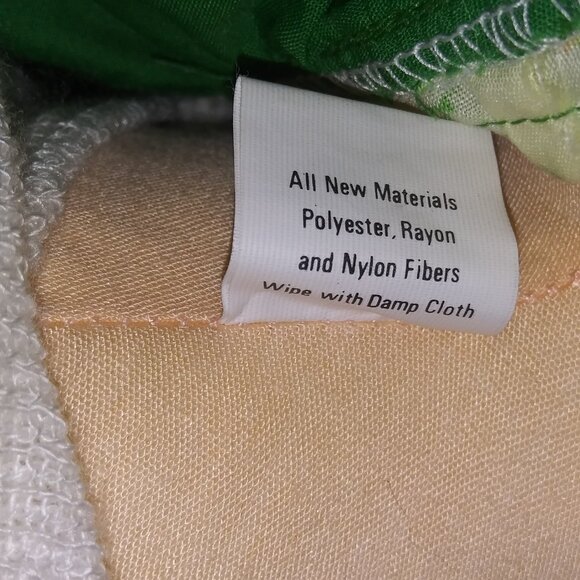 All New Materials
Polyester, Rayon
and Nylon Fibers
Wipe with Damp Cloth